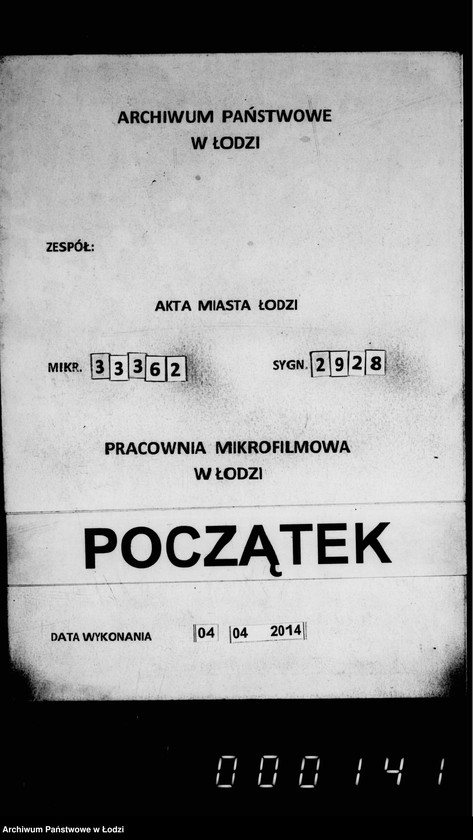 ARCHIWUM PAŃSTWOWE
W ŁODZI
ZESPÓŁ:
AKTA MIASTA ŁODZI
MIKR. 33362 SYGN. 2928
PRACOWNIA MIKROFILMOWA
W ŁODZI
POCZĄTEK
DATA WYKONANIA 04 04 2014
000141
Archiwum Państwowe w Łodzi